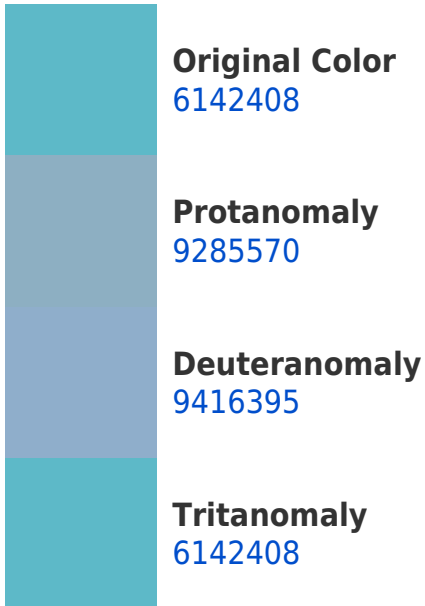 Original Color
6142408
Protanomaly
9285570
Deuteranomaly
9416395
Tritanomaly
6142408